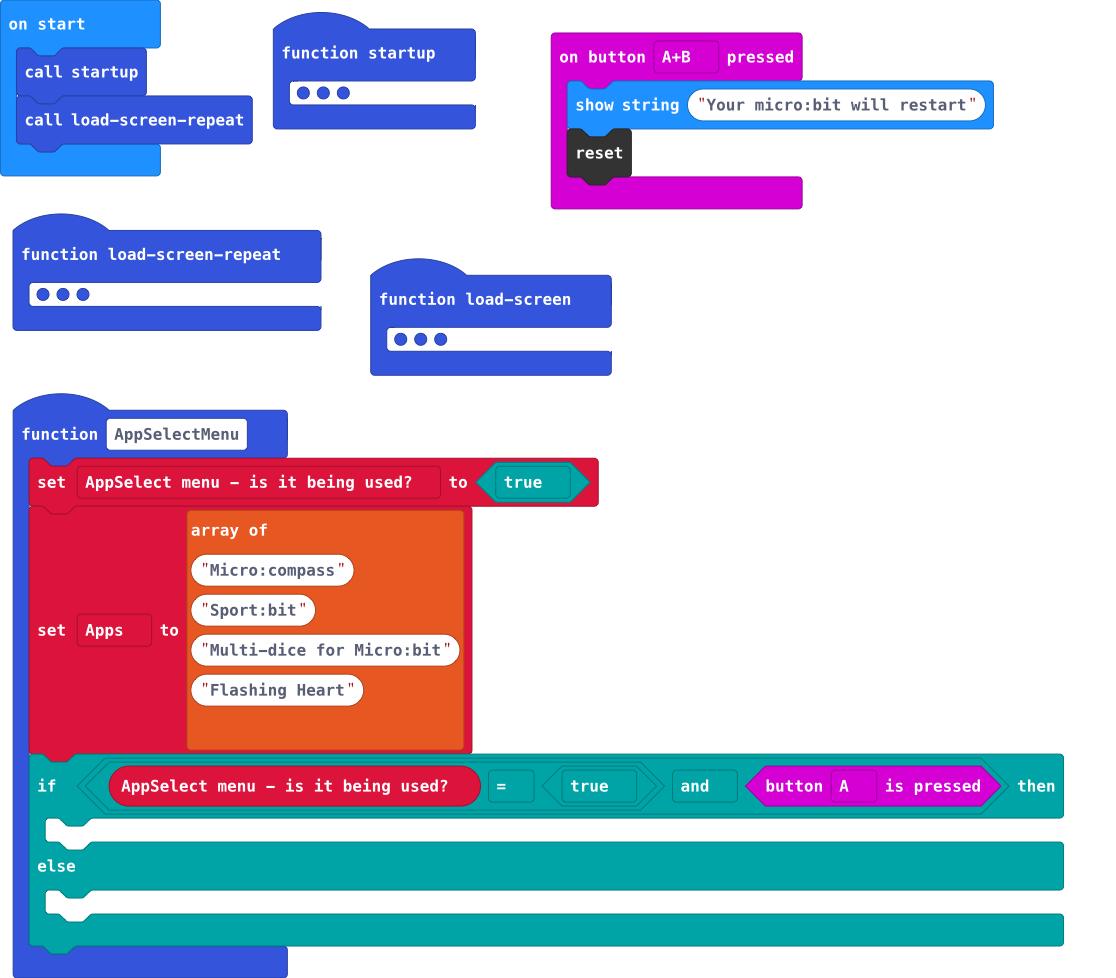 on start
call startup
call load-screen-repeat
function startup
on button A+B pressed
show string "Your micro:bit will restart"
reset
function load-screen-repeat
function load-screen
function AppSelectMenu
set AppSelect menu - is it being used? to true
array of
"Micro:compass"
"Sport:bit"
set Apps to
"Multi-dice for Micro:bit"
"Flashing Heart"
if AppSelect menu - is it being used? = true and button A is pressed then
else